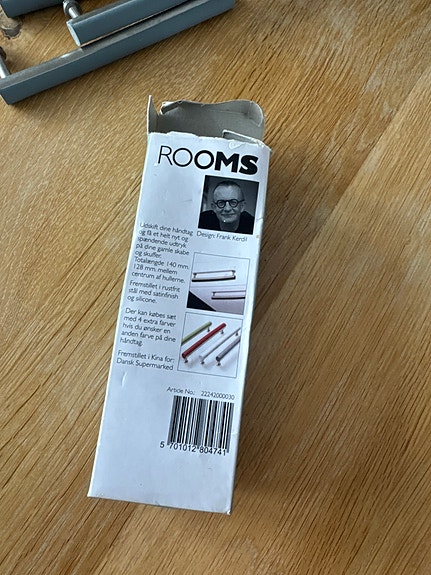 ROOMS
Design: Frank Kerdil
Udskift dine håndtag
og få et helt nyt og
spændende udtryk
på dine gamle skabe
og skuffer.
Totallængde 140 mm.
128 mm. mellem
centrum af hullerne.
Fremstillet i rustfrit
stål med satinfinsh
og silicone.
Der kan købes sæt
med 4 extra farver
hvis du ønsker en
anden farve på dine
håndtag.
Fremstillet i Kina for:
Dansk Supermarked
Article No.: 22242000030
5 701012 804741